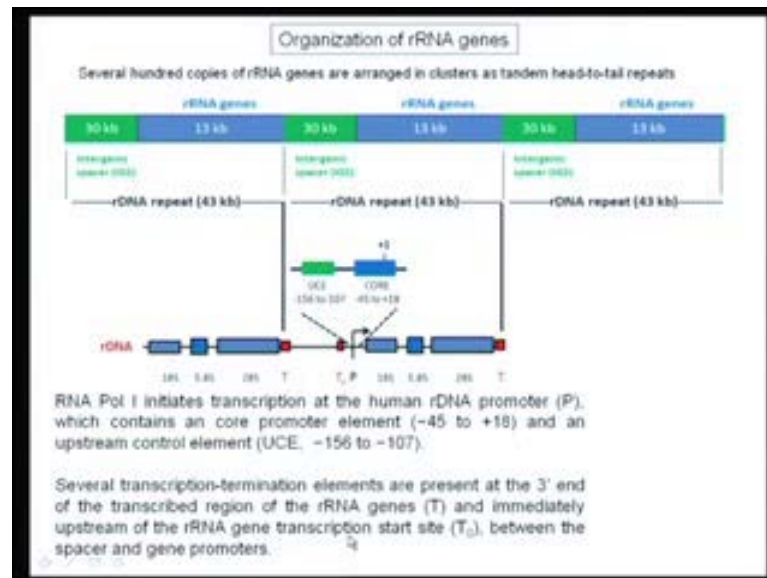 Organization of rRNA genes
Several hundred copies of rRNA genes are arranged in clusters as tandem head-to-tail repeats
rRNA genes rRNA genes rRNA genes
30 kb 13 kb 30 kb 13 kb 30 kb 13 kb
Intergenic Intergenic Intergenic
spacer (IGS) spacer (IGS) spacer (IGS)
rDNA repeat (43 kb) rDNA repeat (43 kb) rDNA repeat (43 kb)
+1
UCE CORE
-156 to 107 -45 to +18
rDNA
18S 5.8S 28S T T₀ P 18S 5.8S 28S T
RNA Pol I initiates transcription at the human rDNA promoter (P),
which contains an core promoter element (−45 to +18) and an
upstream control element (UCE, −156 to −107).
Several transcription-termination elements are present at the 3' end
of the transcribed region of the rRNA genes (T) and immediately
upstream of the rRNA gene transcription start site (T₀), between the
spacer and gene promoters.